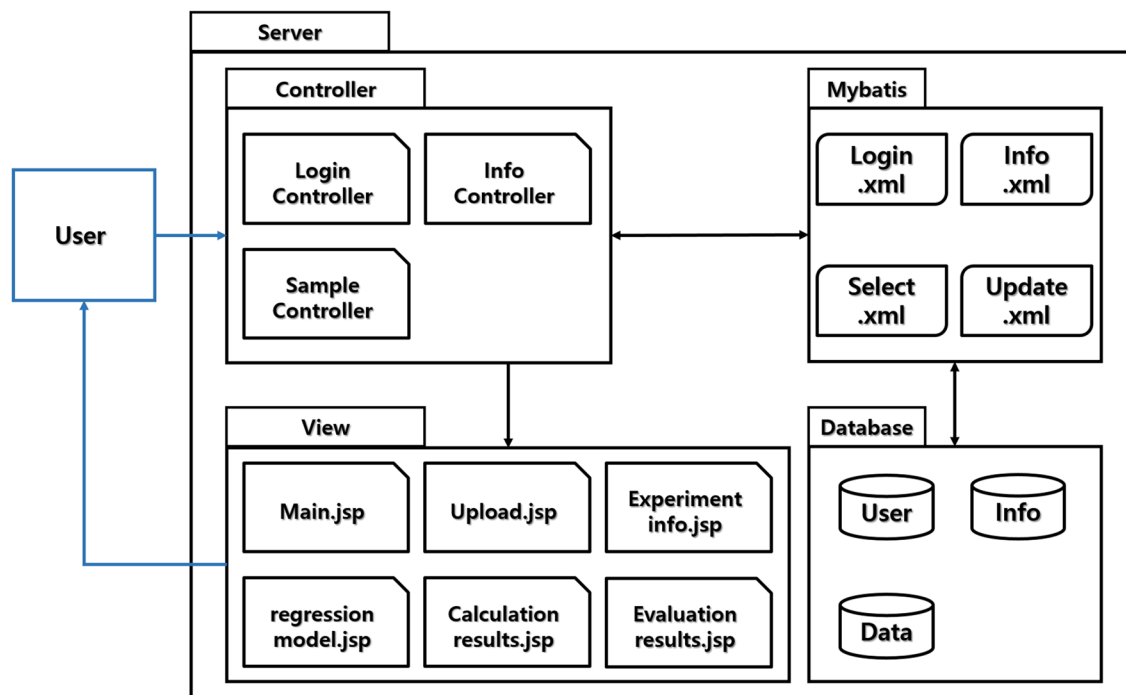 Server
Controller
Login
Controller
Info
Controller
Sample
Controller
Mybatis
Login
.xml
Info
.xml
Select
.xml
Update
.xml
User
View
Main.jsp
Upload.jsp
Experiment
info.jsp
regression
model.jsp
Calculation
results.jsp
Evaluation
results.jsp
Database
User
Info
Data